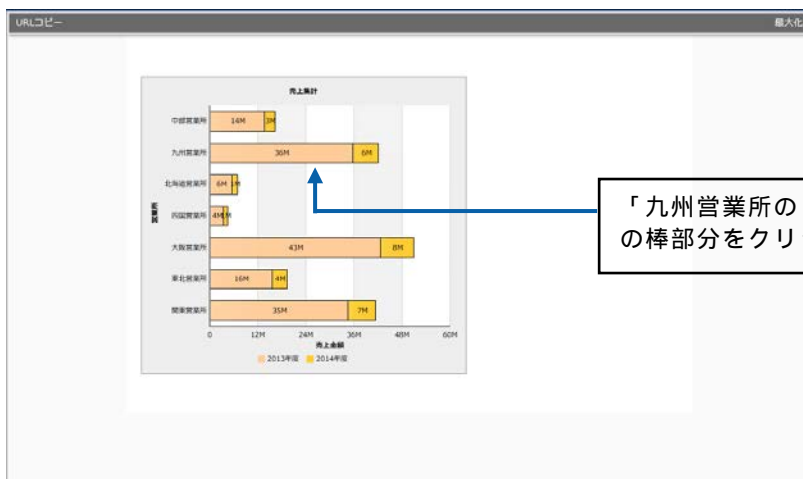 URLコピー
最大化
売上集計
中部営業所
14M
3M
九州営業所
36M
6M
北海道営業所
6M
1M
四国営業所
4M
大阪営業所
43M
8M
東北営業所
16M
4M
関東営業所
35M
7M
営業所
0
12M
24M
36M
48M
60M
売上金額
2013年度
2014年度
「九州営業所の
の棒部分をクリ